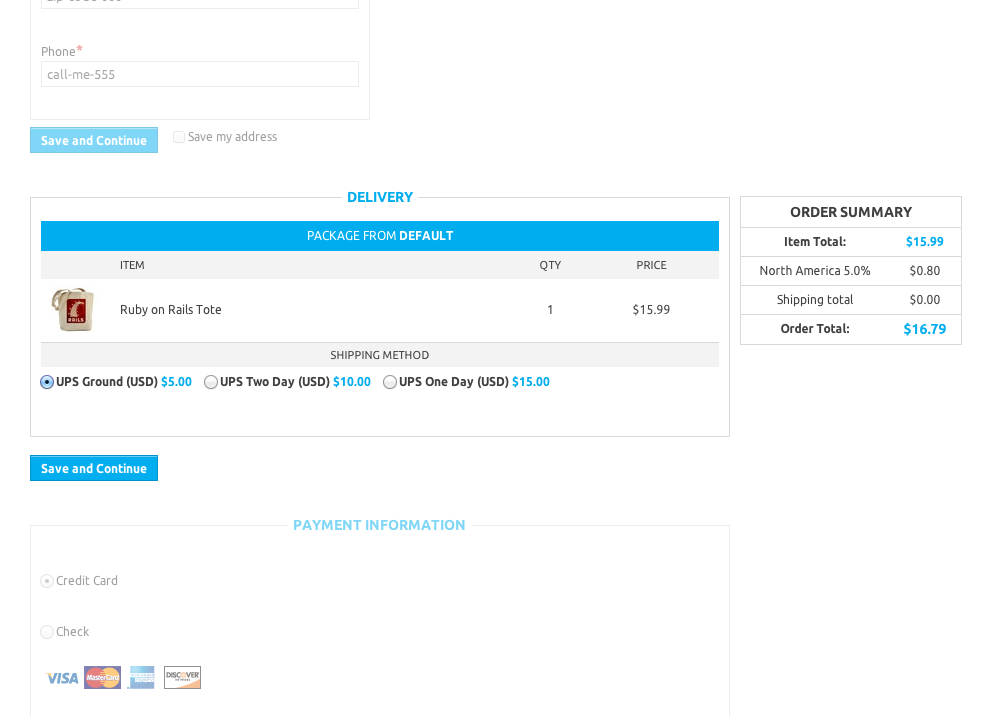 Phone*
call-me-555
Save and Continue
Save my address
DELIVERY
PACKAGE FROM DEFAULT
ITEM QTY PRICE
RAILS
Ruby on Rails Tote 1 $15.99
SHIPPING METHOD
UPS Ground (USD) $5.00 UPS Two Day (USD) $10.00 UPS One Day (USD) $15.00
Save and Continue
ORDER SUMMARY
Item Total: $15.99
North America 5.0% $0.80
Shipping total $0.00
Order Total: $16.79
PAYMENT INFORMATION
Credit Card
Check
VISA MasterCard DISCOVER